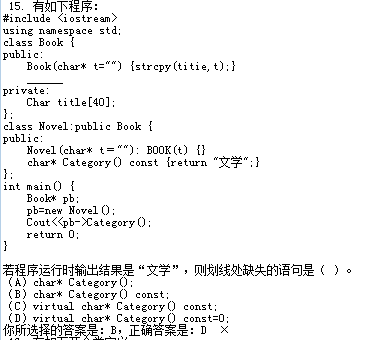 15. 有如下程序:
#include <iostream>
using namespace std;
class Book {
public:
Book(char* t="") {strcpy(titie,t);}
______
private:
Char title[40];
};
class Novel:public Book {
public:
Novel(char* t=""): BOOK(t) {}
char* Category() const {return "文学";}
};
int main() {
Book* pb;
pb=new Novel();
Cout<<pb->Category();
return 0;
}
若程序运行时输出结果是“文学”，则划线处缺失的语句是（ ）。
(A) char* Category();
(B) char* Category() const;
(C) virtual char* Category() const;
(D) virtual char* Category() const=0;
你所选择的答案是: B，正确答案是: D ×